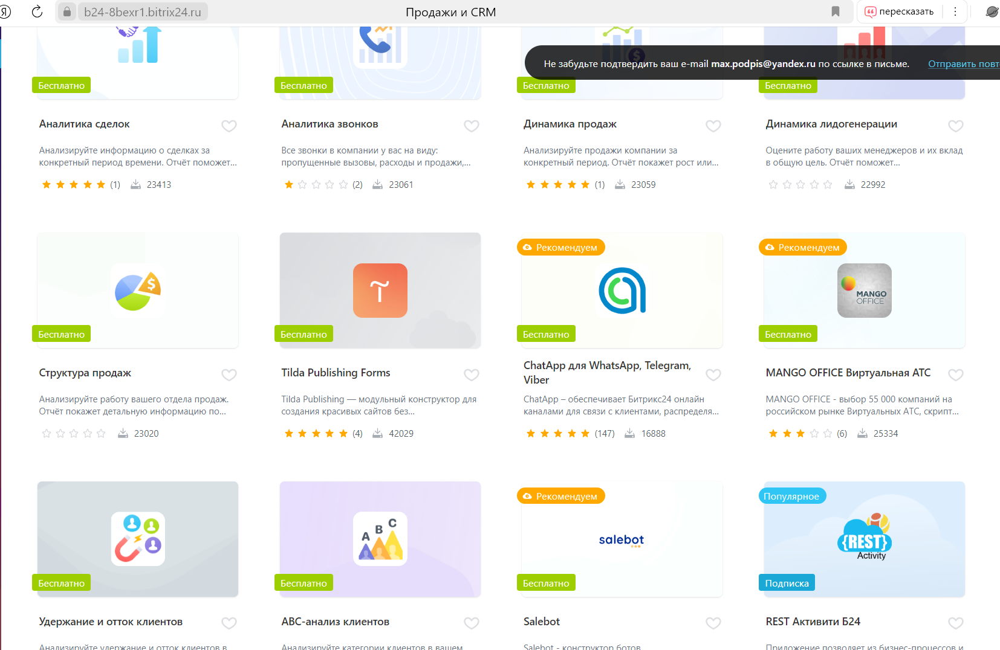 b24-8bexr1.bitrix24.ru
Продажи и CRM
пересказать
Не забудьте подтвердить ваш e-mail max.podpis@yandex.ru по ссылке в письме.
Отправить повт
Бесплатно
Бесплатно
Бесплатно
Бесплатно
Аналитика сделок
Аналитика звонков
Динамика продаж
Динамика лидогенерации
Анализируйте информацию о сделках за
конкретный период времени. Отчёт поможет...
Все звонки в компании у вас на виду:
пропущенные вызовы, расходы и продажи,...
Анализируйте продажи компании за
конкретный период. Отчёт покажет рост или...
Оцените работу ваших менеджеров и их вклад
в общую цель. Отчёт поможет...
(1) 23413
(2) 23061
(1) 23059
22992
Рекомендуем
Рекомендуем
MANGO
OFFICE
Бесплатно
Бесплатно
Бесплатно
Бесплатно
Структура продаж
Tilda Publishing Forms
ChatApp для WhatsApp, Telegram,
Viber
MANGO OFFICE Виртуальная АТС
Анализируйте работу вашего отдела продаж.
Отчёт покажет детальную информацию по...
Tilda Publishing — модульный конструктор для
создания красивых сайтов без...
ChatApp – обеспечивает Битрикс24 онлайн
каналами для связи с клиентами, распределя...
MANGO OFFICE - выбор 55 000 компаний на
российском рынке Виртуальных АТС, скрипт...
23020
(4) 42029
(147) 16888
(6) 25334
Рекомендуем
Популярное
A B C
salebot
{REST}
Activity
Бесплатно
Бесплатно
Бесплатно
Подписка
Удержание и отток клиентов
ABC-анализ клиентов
Salebot
REST Активити Б24
Анализируйте удержание и отток клиентов в
Анализируйте категории клиентов в вашем
Salebot - конструктор ботов
Приложение позволяет из бизнес-процессов и